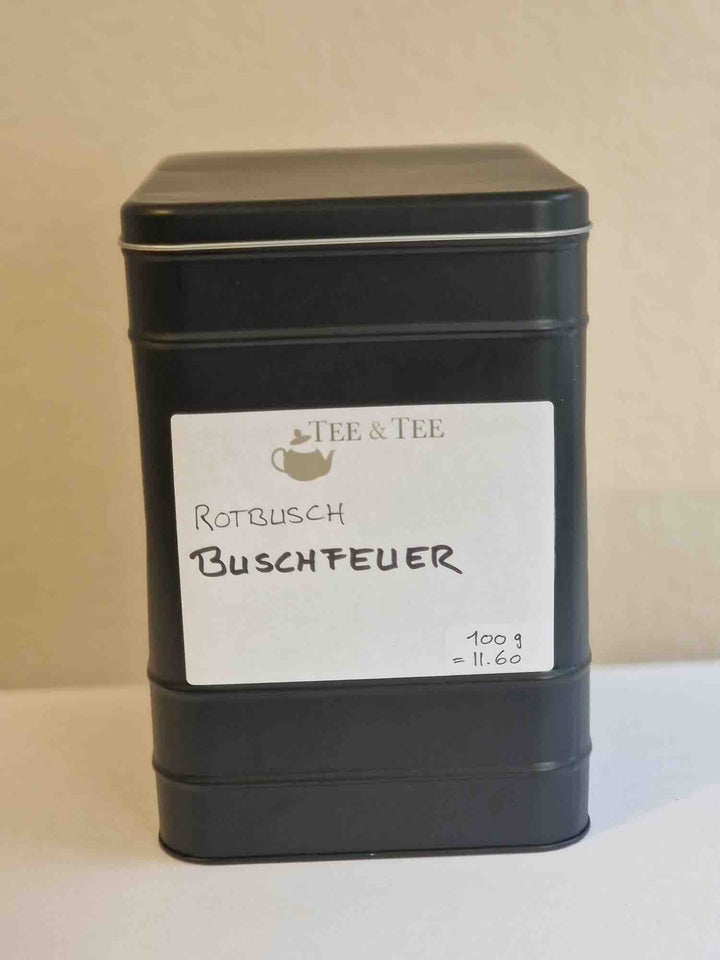 TEE & TEE
ROTBUSCH
BUSCHFEUER
100 g
= 11.60